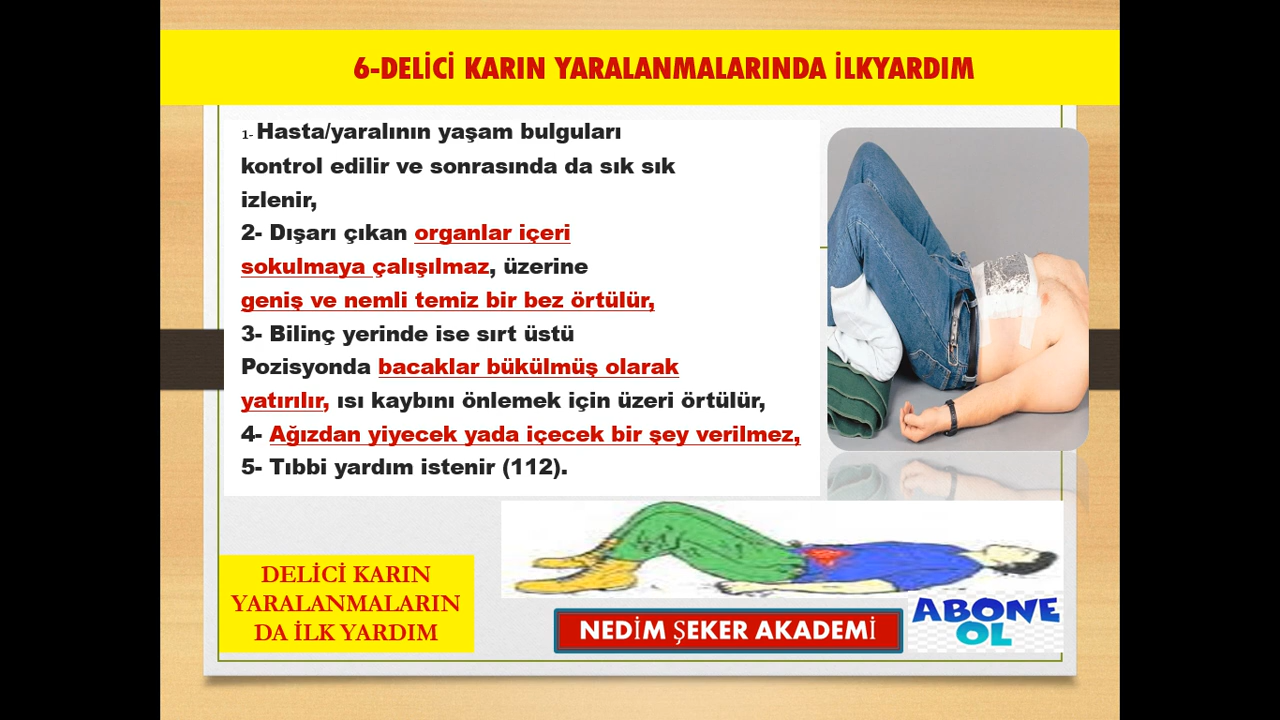 6-DELİCİ KARIN YARALANMALARINDA İLKYARDIM
1- Hasta/yaralının yaşam bulguları
kontrol edilir ve sonrasında da sık sık
izlenir,
2- Dışarı çıkan organlar içeri
sokulmaya çalışılmaz, üzerine
geniş ve nemli temiz bir bez örtülür,
3- Bilinç yerinde ise sırt üstü
Pozisyonda bacaklar bükülmüş olarak
yatırılır, ısı kaybını önlemek için üzeri örtülür,
4- Ağızdan yiyecek yada içecek bir şey verilmez,
5- Tıbbi yardım istenir (112).
DELİCİ KARIN
YARALANMALARIN
DA İLK YARDIM
NEDİM ŞEKER AKADEMİ
ABONE
OL